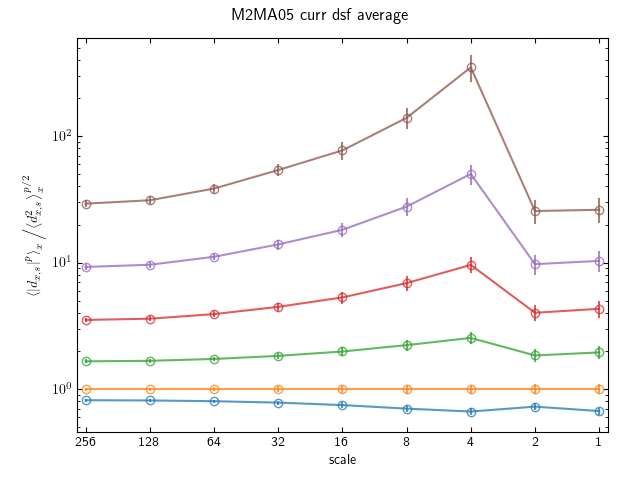 M2MA05 curr dsf average
10²
10¹
10⁰
⟨|d_{x,s}|^p⟩_x / ⟨d²_{x,s}⟩_x^{p/2}
256 128 64 32 16 8 4 2 1
scale